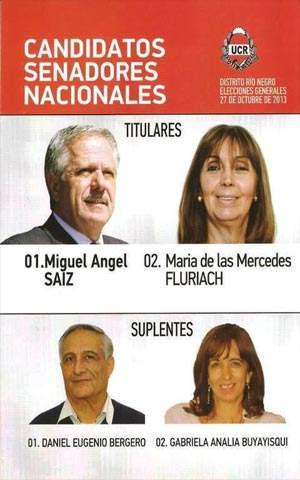 CANDIDATOS
SENADORES
NACIONALES
UCR
DISTRITO RÍO NEGRO
ELECCIONES GENERALES
27 DE OCTUBRE DE 2013
TITULARES
01.Miguel Angel
SAÍZ
02. Maria de las Mercedes
FLURIACH
SUPLENTES
01. DANIEL EUGENIO BERGERO
02. GABRIELA ANALIA BUYAYISQUI